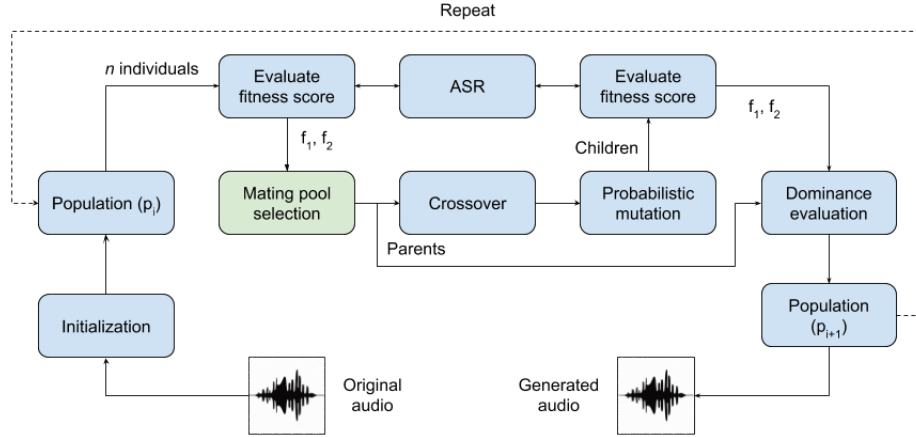 Repeat
n individuals
Evaluate
fitness score
ASR
Evaluate
fitness score
f1, f2
f1, f2
Children
Population (pi)
Mating pool
selection
Crossover
Probabilistic
mutation
Dominance
evaluation
Parents
Initialization
Population
(pi+1)
Original
audio
Generated
audio